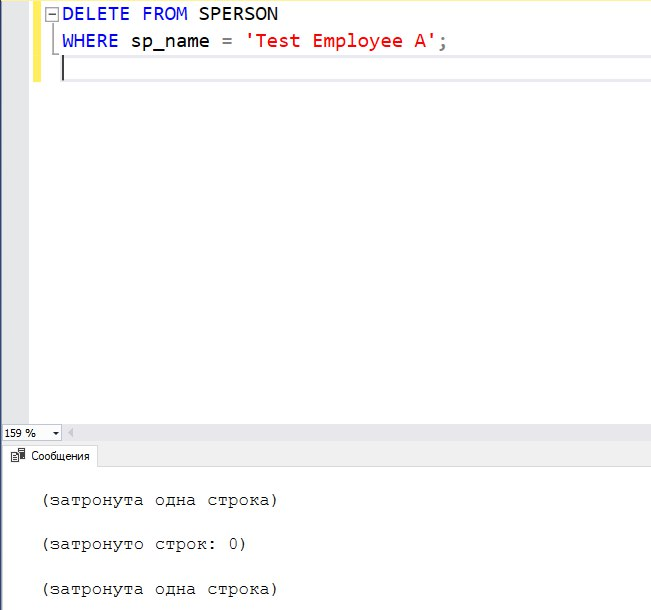 DELETE FROM SPERSON
WHERE sp_name = 'Test Employee A';
159 %
Сообщения
(затронута одна строка)
(затронуто строк: 0)
(затронута одна строка)